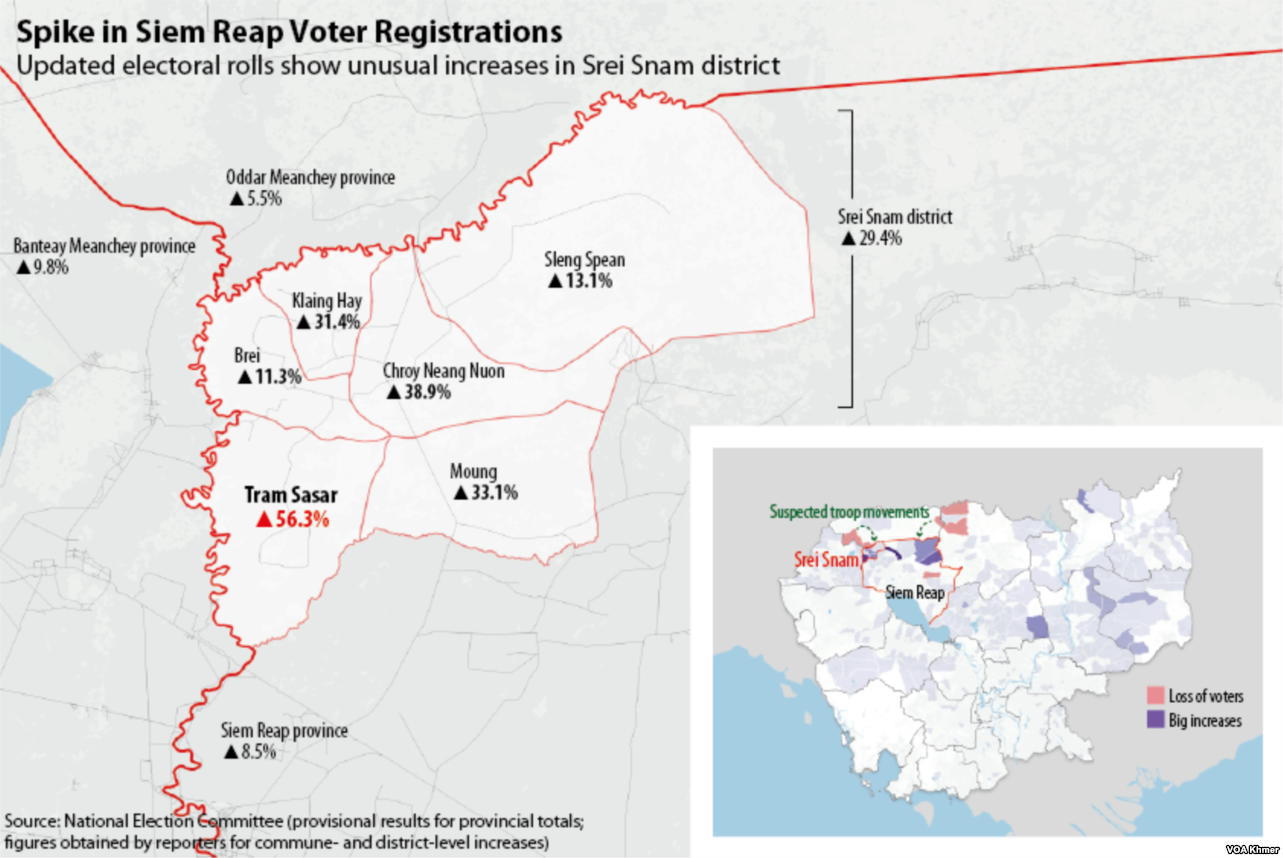 Spike in Siem Reap Voter Registrations
Updated electoral rolls show unusual increases in Srei Snam district
Oddar Meanchey province
▲ 5.5%
Banteay Meanchey province
▲ 9.8%
Srei Snam district
▲ 29.4%
Sleng Spean
▲ 13.1%
Klaing Hay
▲ 31.4%
Brei
▲ 11.3%
Chroy Neang Nuon
▲ 38.9%
Moung
▲ 33.1%
Tram Sasar
▲ 56.3%
Siem Reap province
▲ 8.5%
Suspected troop movements
Srei Snam
Siem Reap
Loss of voters
Big increases
Source: National Election Committee (provisional results for provincial totals;
figures obtained by reporters for commune- and district-level increases)
VOA Khmer